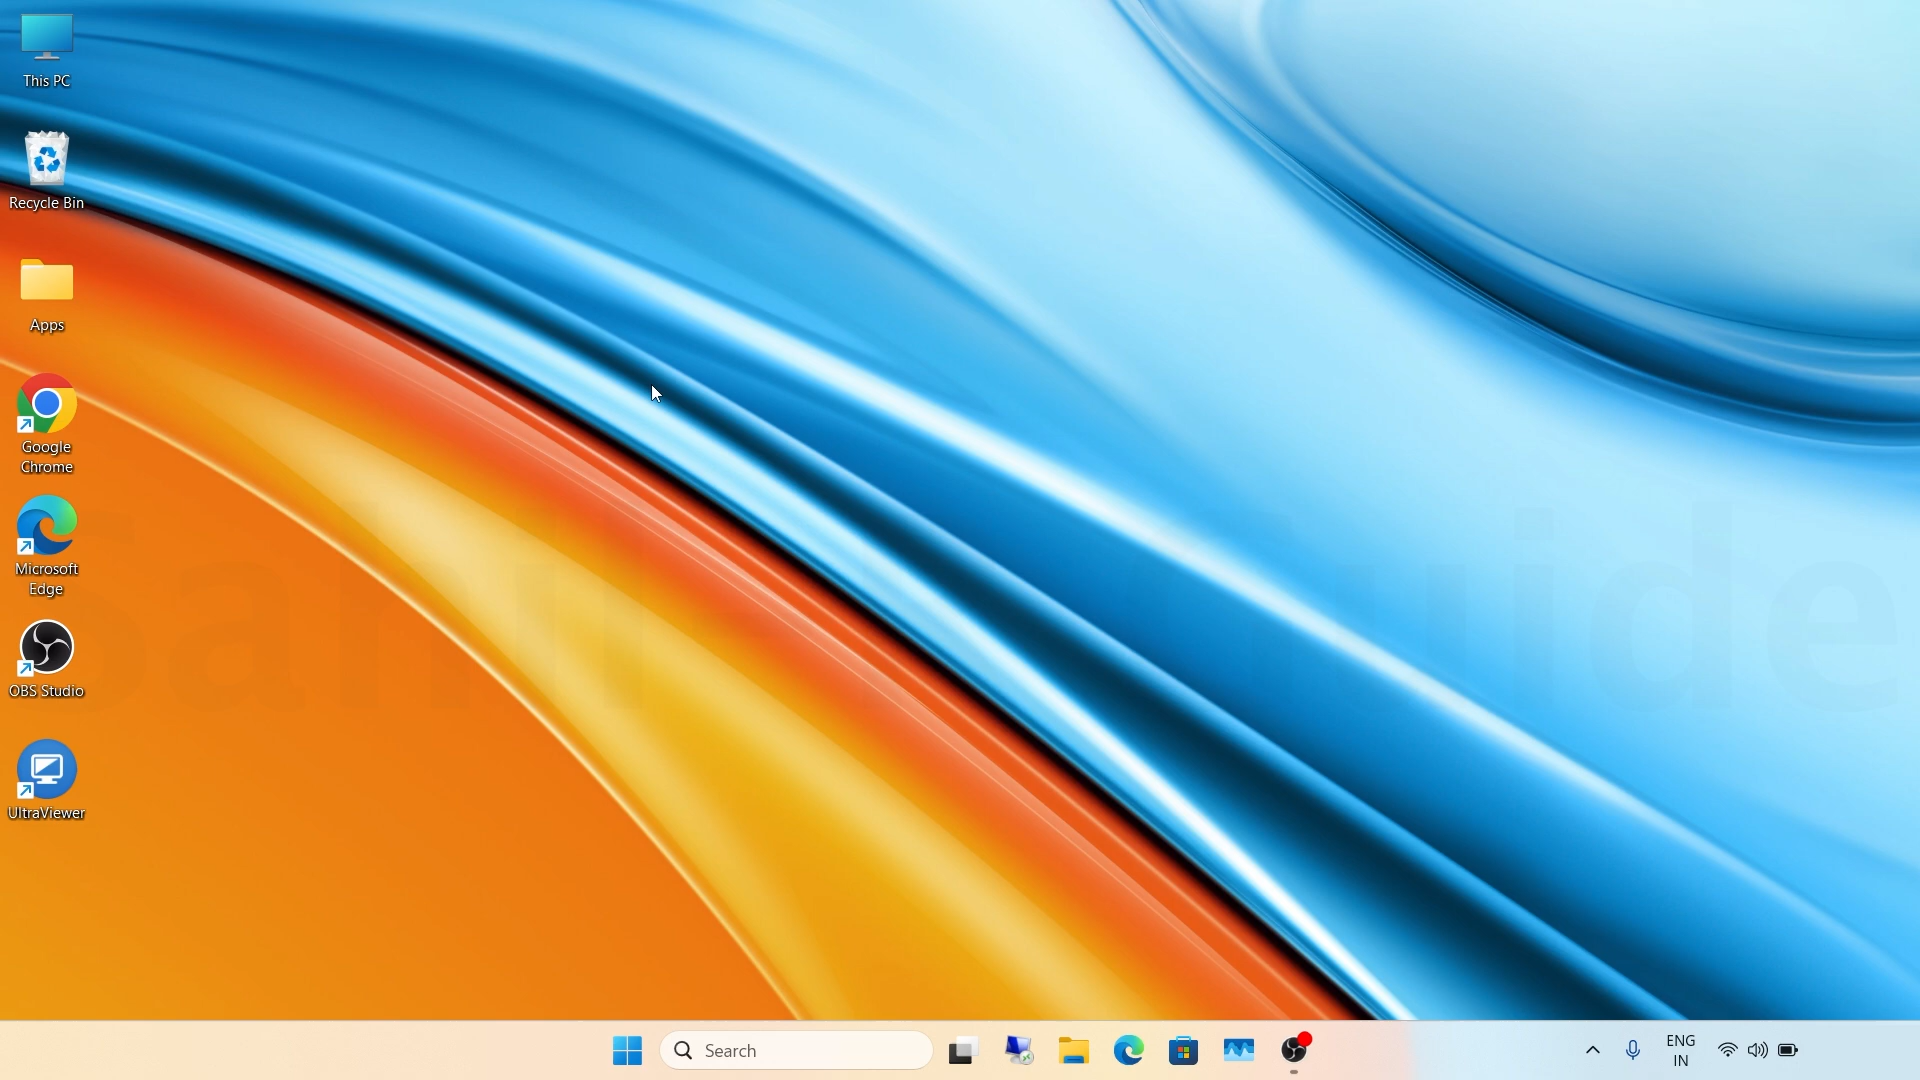 This PC
Recycle Bin
Apps
Google
Chrome
Microsoft
Edge
OBS Studio
UltraViewer
Search
ENG
IN